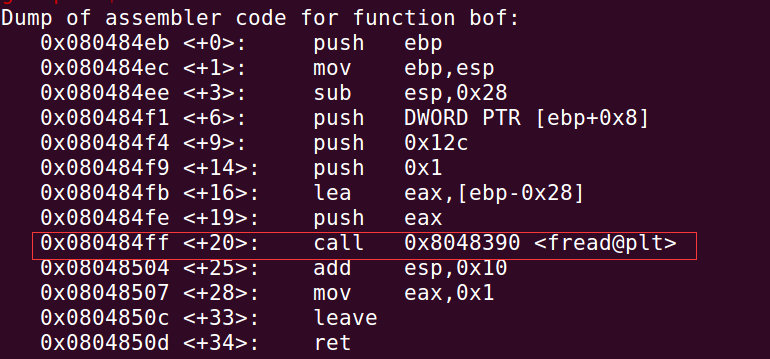 Dump of assembler code for function bof:
0x080484eb <+0>: push ebp
0x080484ec <+1>: mov ebp,esp
0x080484ee <+3>: sub esp,0x28
0x080484f1 <+6>: push DWORD PTR [ebp+0x8]
0x080484f4 <+9>: push 0x12c
0x080484f9 <+14>: push 0x1
0x080484fb <+16>: lea eax,[ebp-0x28]
0x080484fe <+19>: push eax
0x080484ff <+20>: call 0x8048390 <fread@plt>
0x08048504 <+25>: add esp,0x10
0x08048507 <+28>: mov eax,0x1
0x0804850c <+33>: leave
0x0804850d <+34>: ret